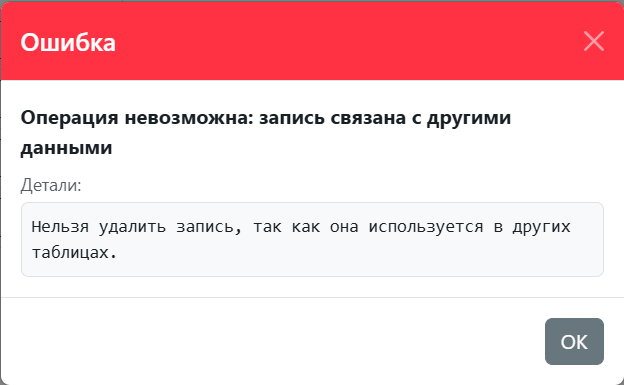 Ошибка
Операция невозможна: запись связана с другими
данными
Детали:
Нельзя удалить запись, так как она используется в других
таблицах.
OK